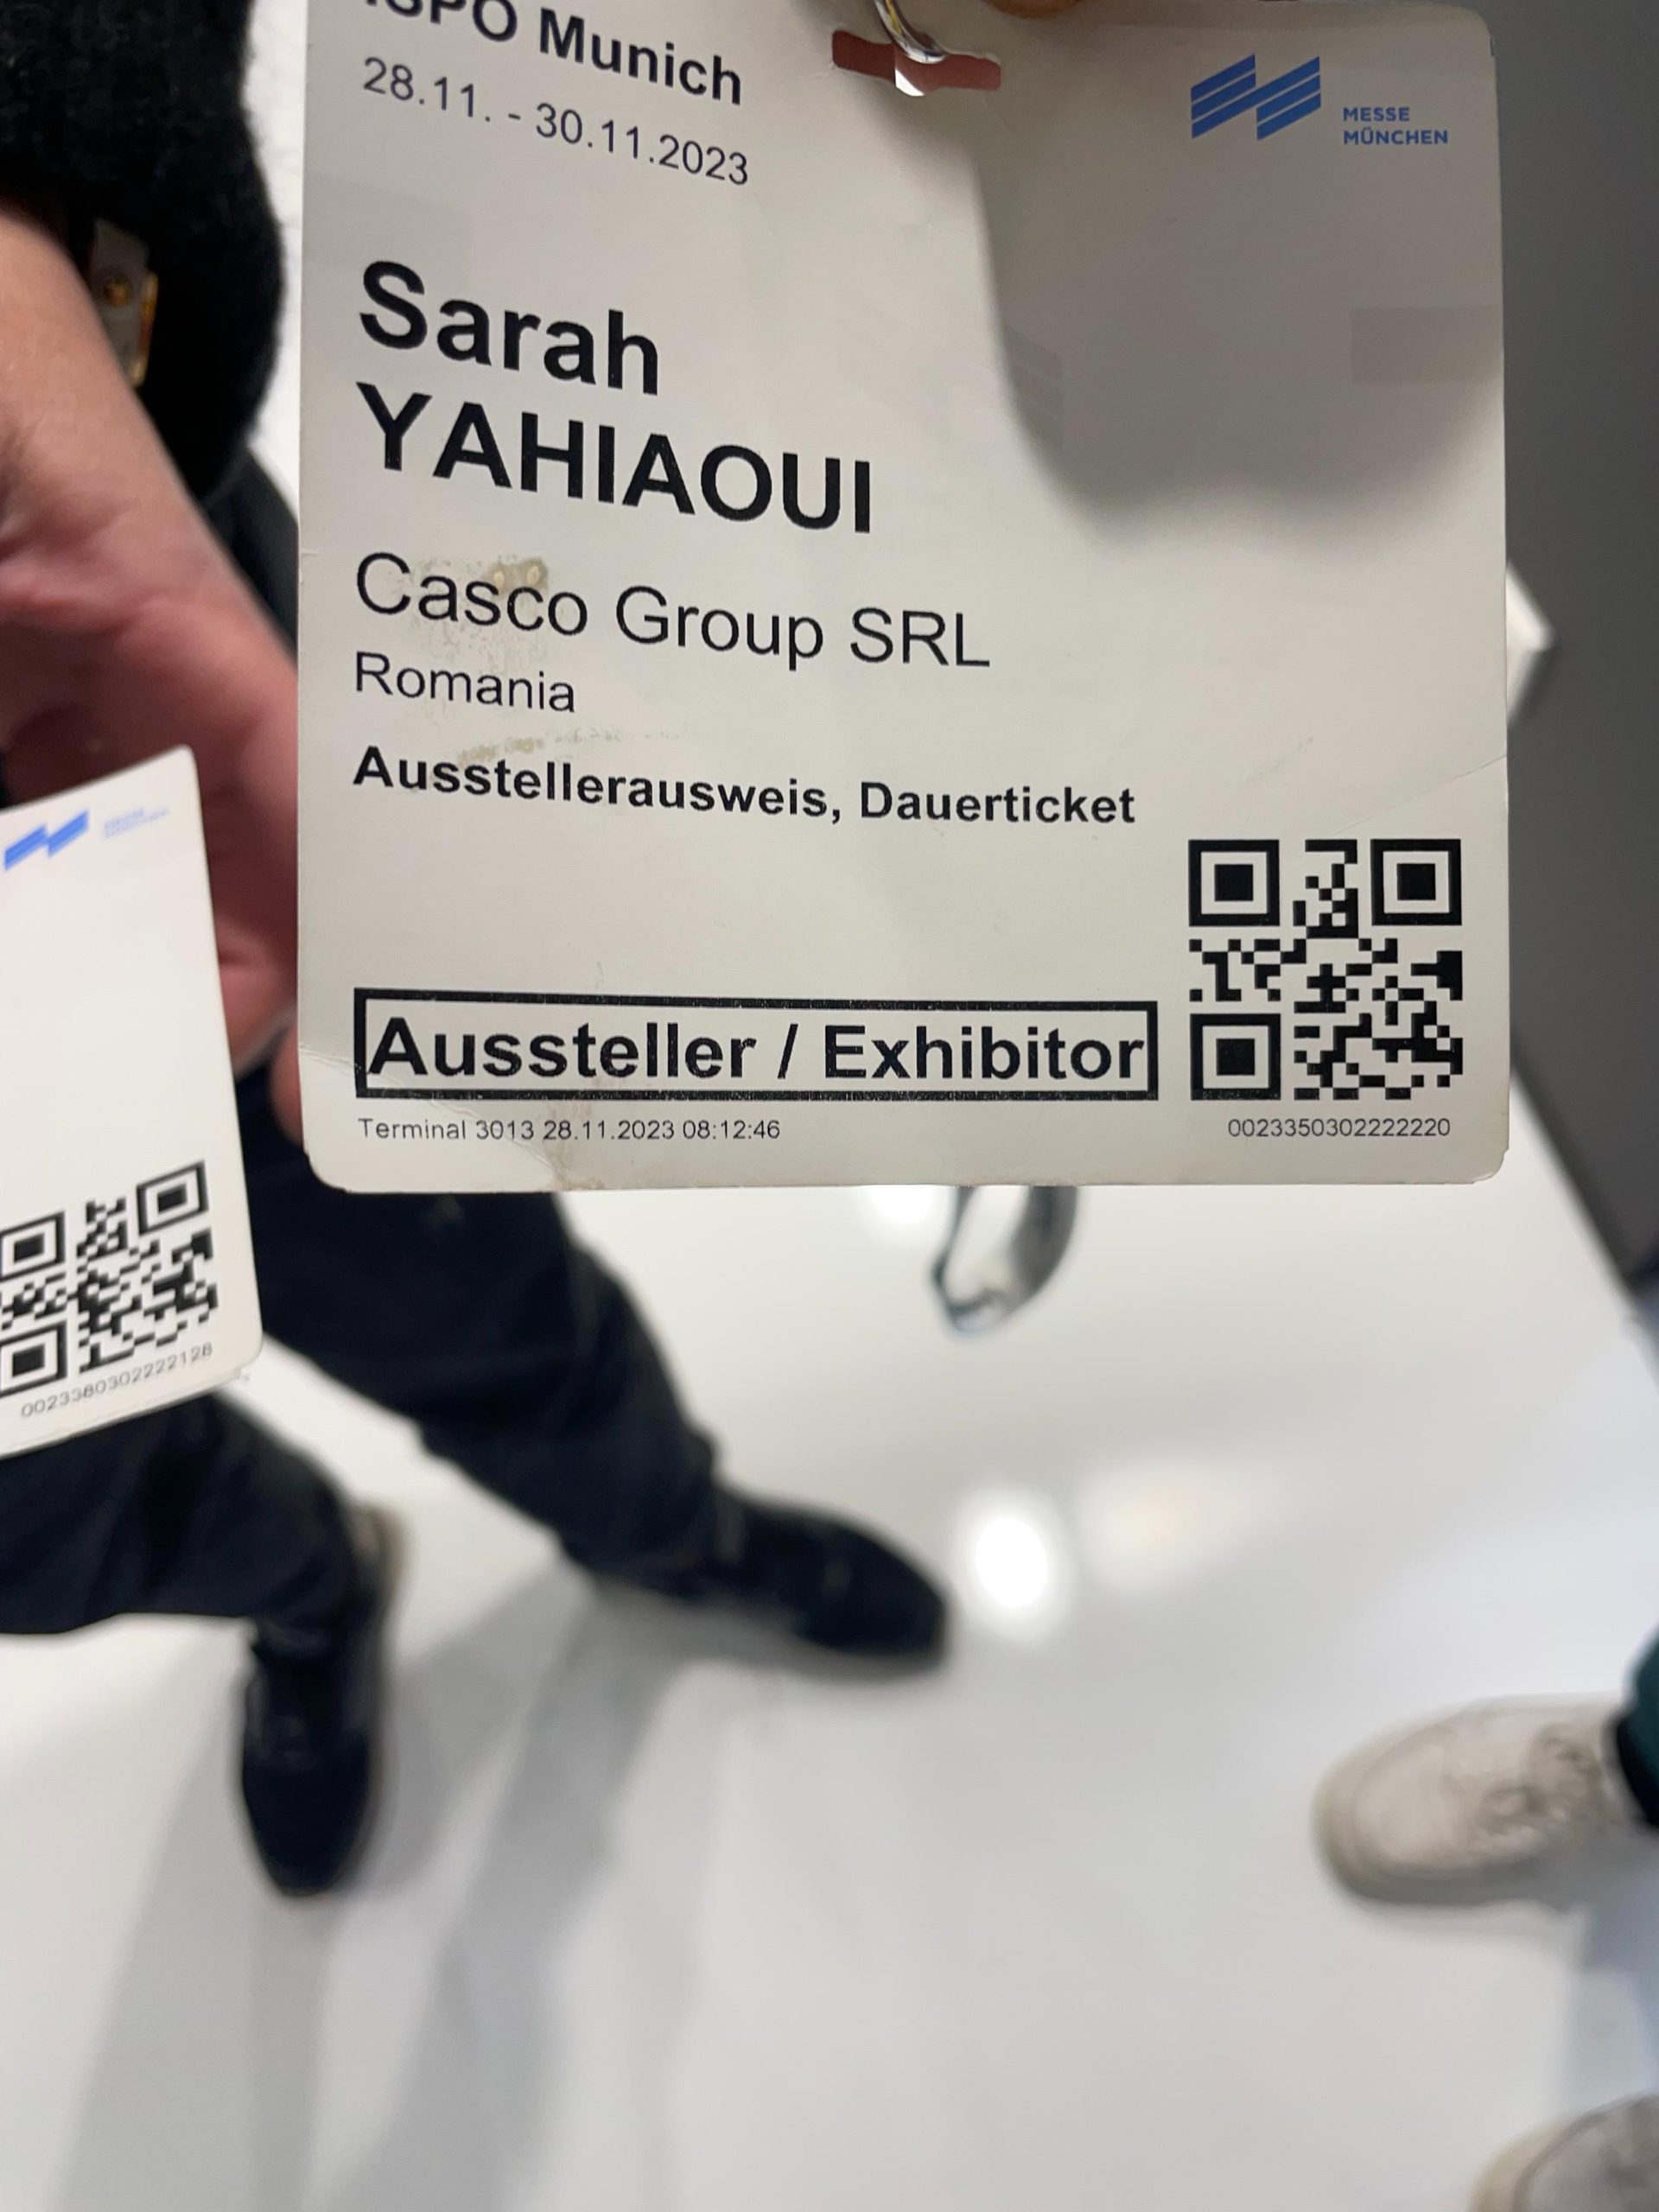 ISPO Munich
28.11. - 30.11.2023
MESSE
MÜNCHEN
Sarah
YAHIAOUI
Casco Group SRL
Romania
Ausstellerausweis, Dauerticket
Aussteller / Exhibitor
Terminal 3013 28.11.2023 08:12:46
0023350302222220
0023380302222128